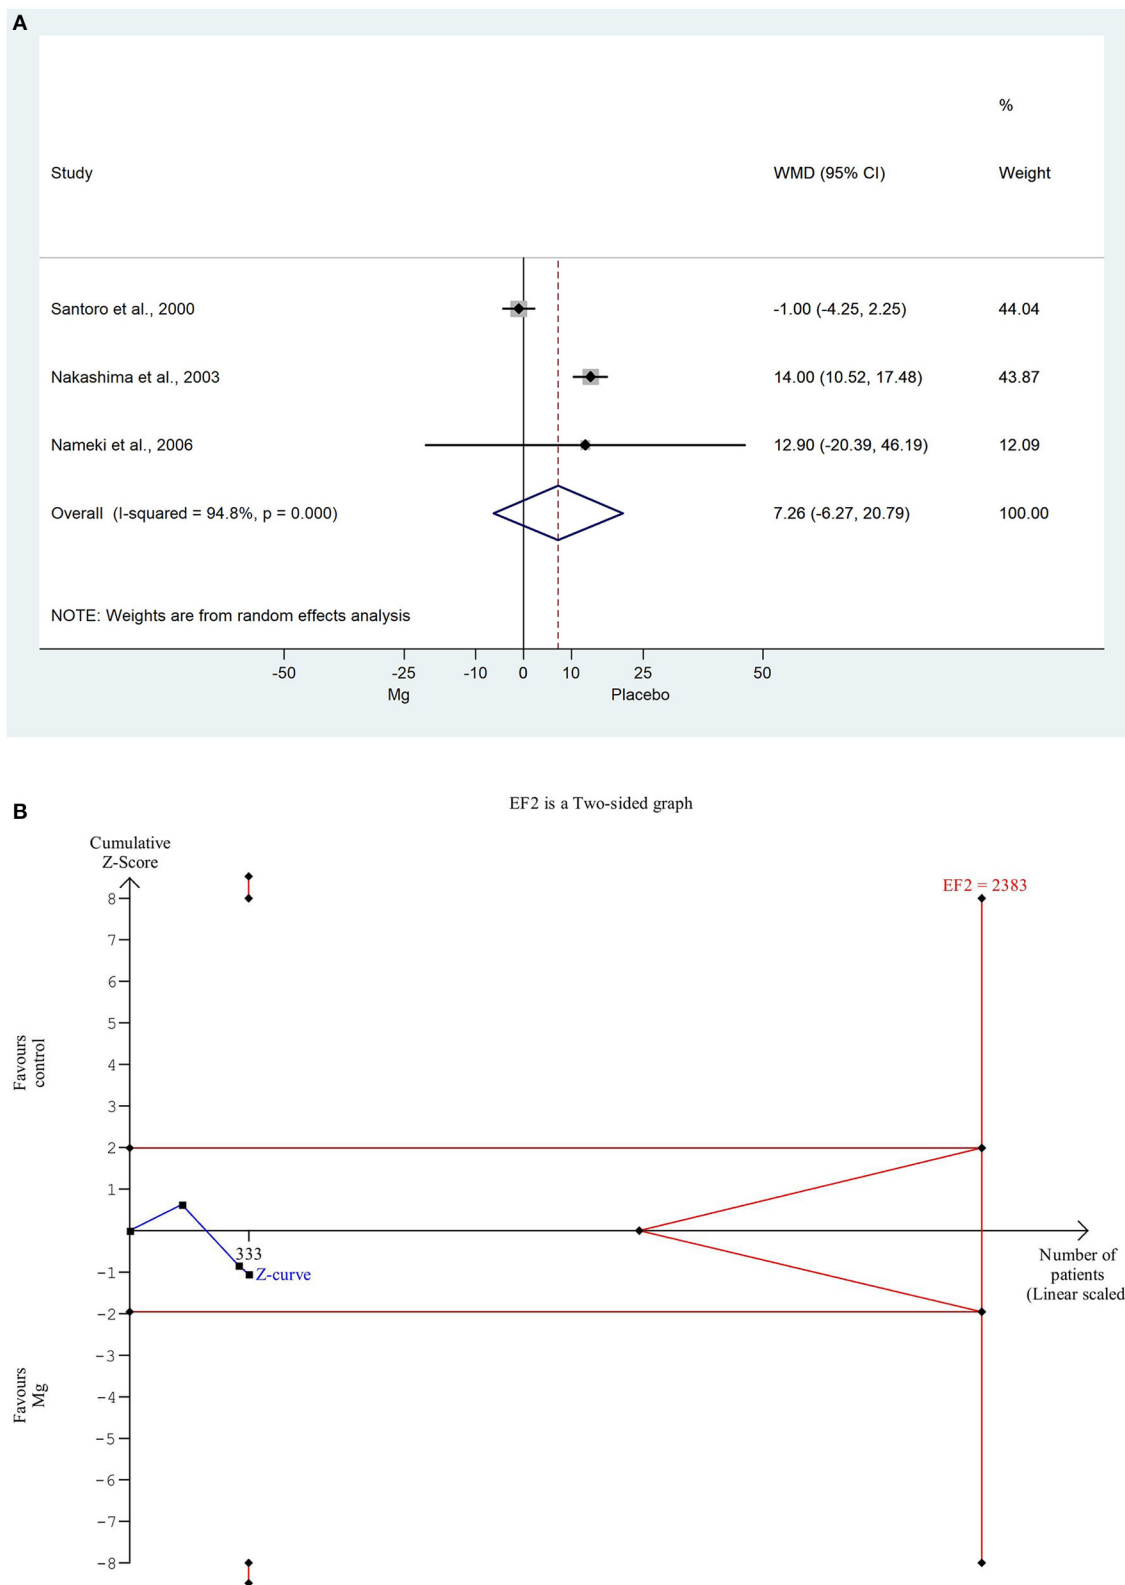 A
%
Study WMD (95% CI) Weight
Santoro et al., 2000 -1.00 (-4.25, 2.25) 44.04
Nakashima et al., 2003 14.00 (10.52, 17.48) 43.87
Nameki et al., 2006 12.90 (-20.39, 46.19) 12.09
Overall (I-squared = 94.8%, p = 0.000) 7.26 (-6.27, 20.79) 100.00
NOTE: Weights are from random effects analysis
-50 -25 -10 0 10 25 50
Mg Placebo
B
EF2 is a Two-sided graph
Cumulative
Z-Score
EF2 = 2383
8
7
6
5
4
3
2
1
-1
-2
-3
-4
-5
-6
-7
-8
Favours
control
Favours
Mg
333
Z-curve
Number of
patients
(Linear scaled